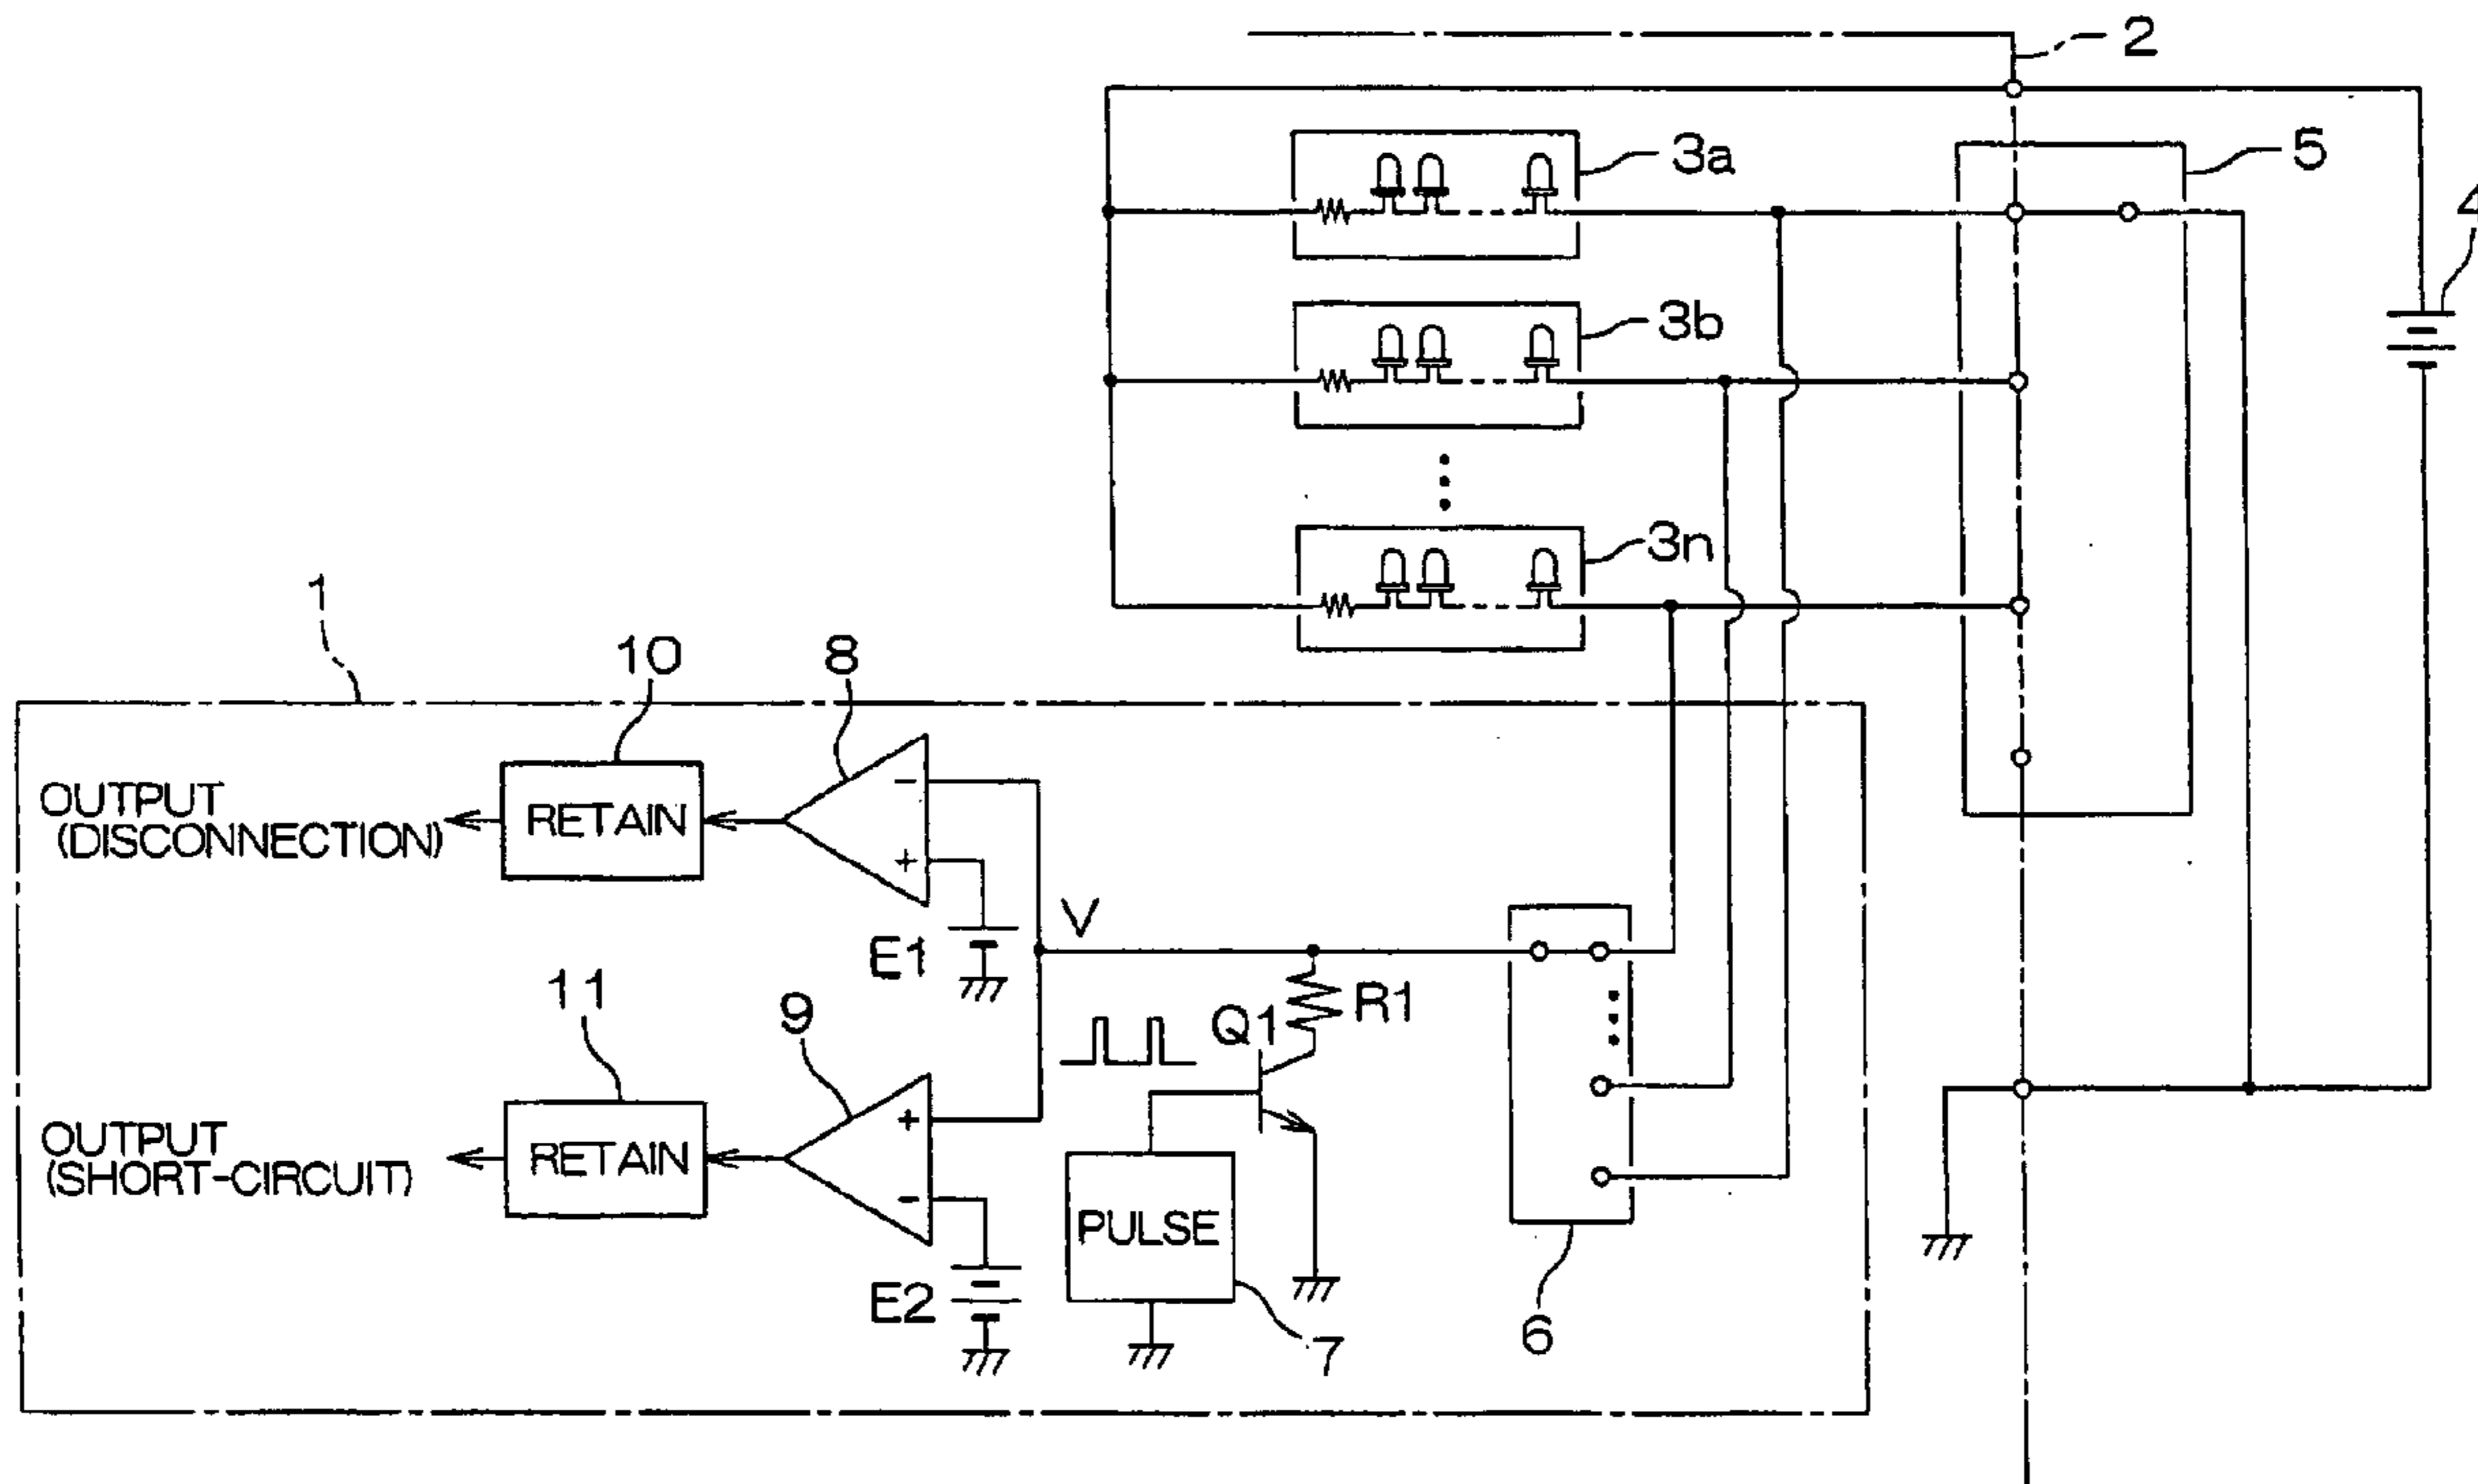 2
3a
5
4
3b
3n
1
10
8
OUTPUT
(DISCONNECTION)
RETAIN
-
+
E1
V
11
9
Q1
R1
OUTPUT
(SHORT-CIRCUIT)
RETAIN
+
-
PULSE
E2
7
6